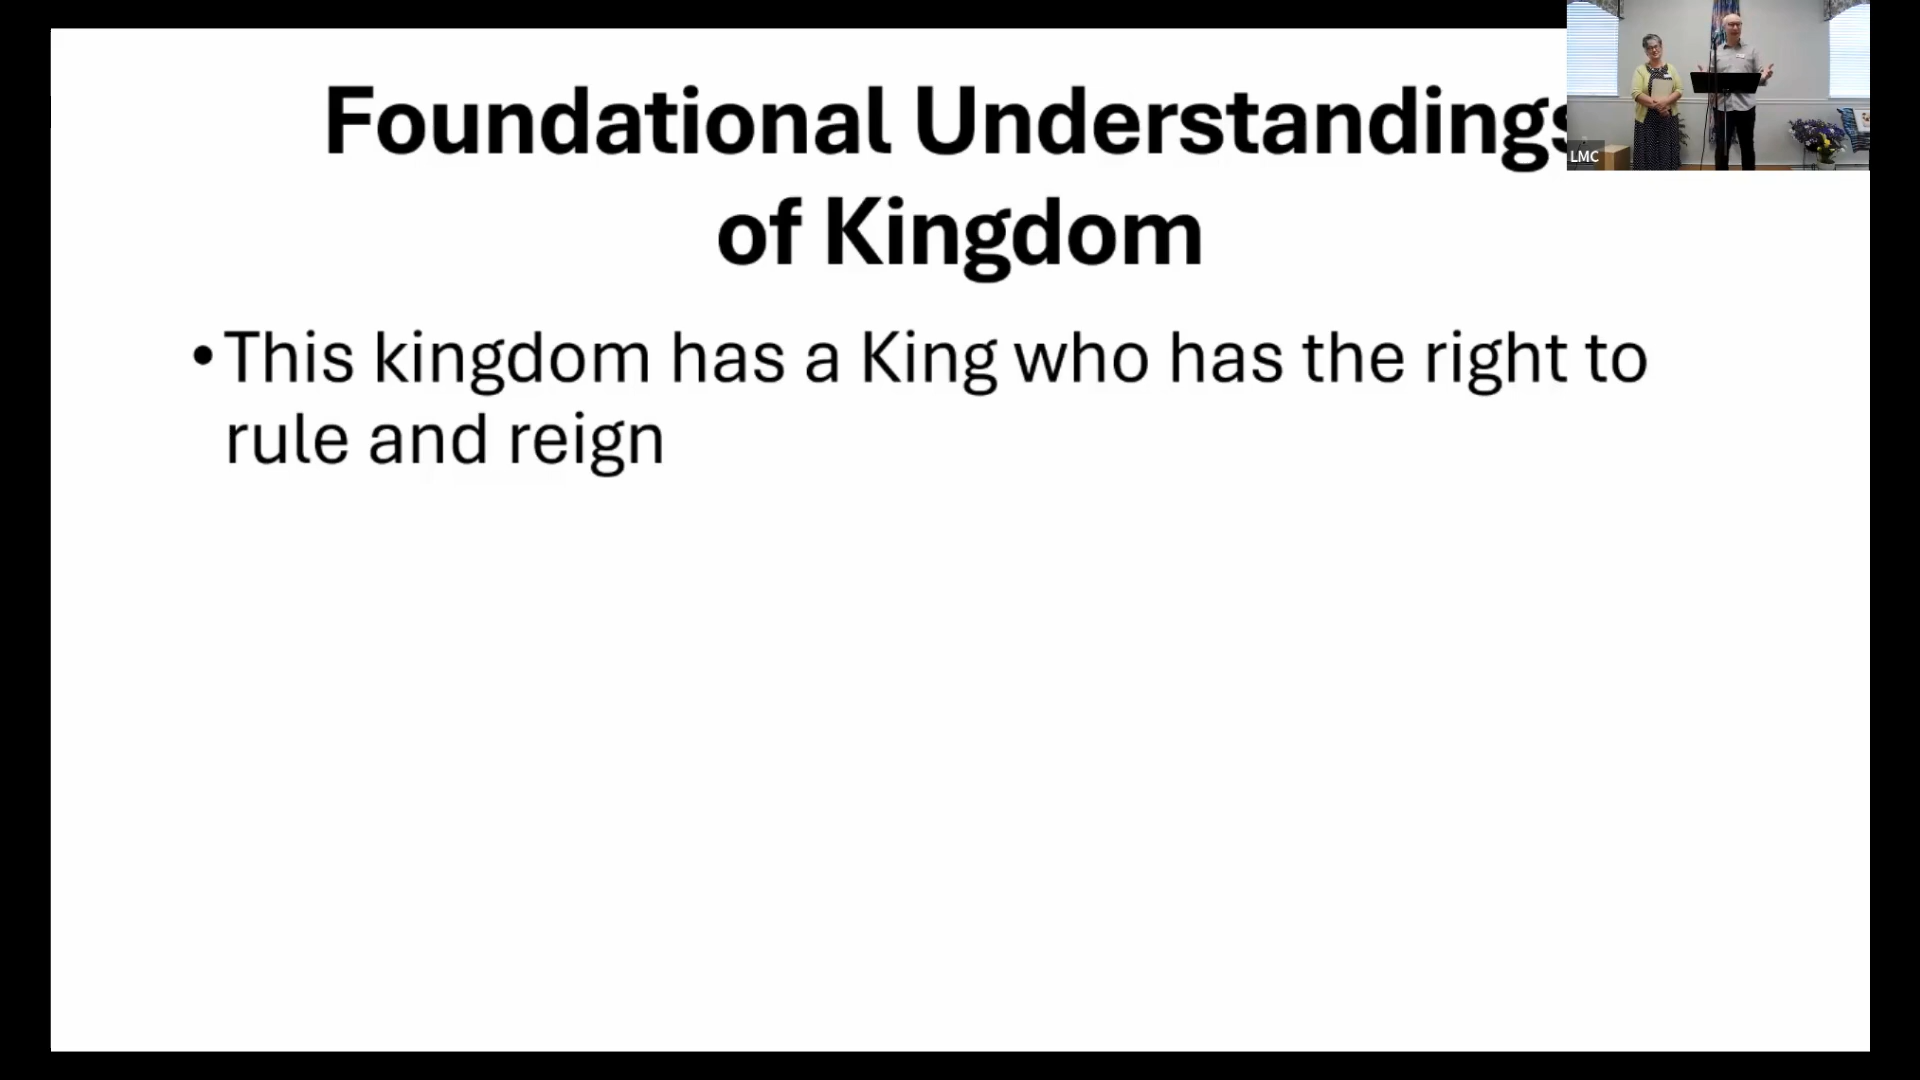 Foundational Understandings
of Kingdom
• This kingdom has a King who has the right to
rule and reign
LMC